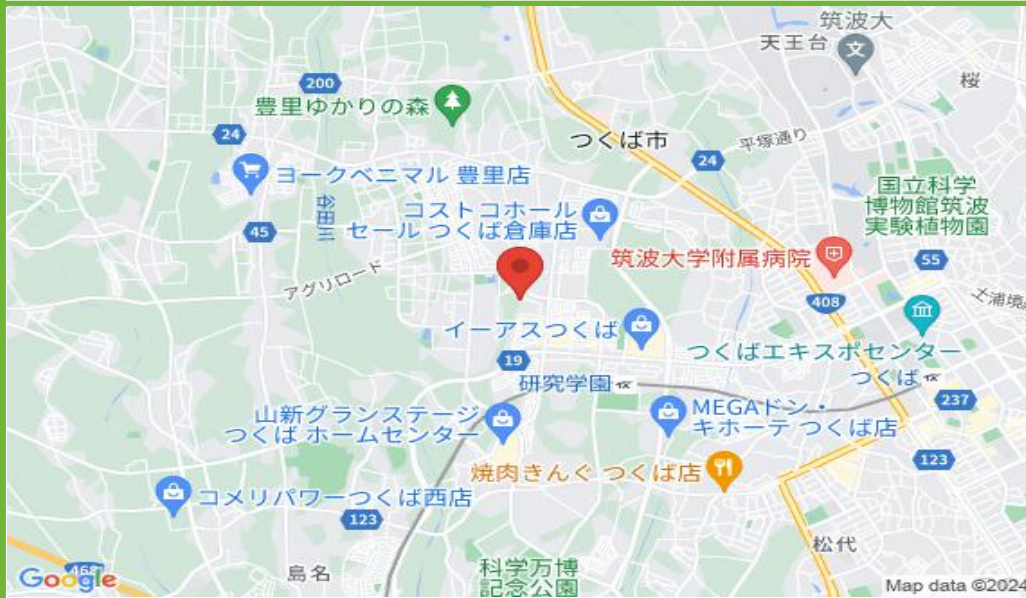 筑波大
天王台
桜
200
豊里ゆかりの森
24
つくば市
平塚通り
24
ヨークベニマル 豊里店
国立科学
博物館筑波
実験植物園
谷田川
コストコホール
セール つくば倉庫店
45
筑波大学附属病院
55
アグリロード
408
土浦境線
イーアスつくば
つくばエキスポセンター
19
つくば
研究学園
237
山新グランステージ
つくば ホームセンター
MEGAドン・
キホーテ つくば店
焼肉きんぐ つくば店
123
コメリパワーつくば西店
123
松代
468
島名
科学万博
記念公園
Google
Map data ©2024